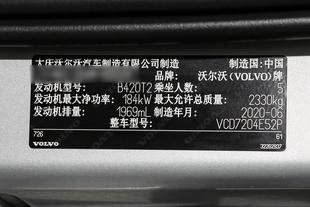 大庆沃尔沃汽车制造有限公司制造 制造国:中国
品牌:沃尔沃(VOLVO)牌
发动机型号: B420T2 乘坐人数: 5
发动机最大净功率: 184kW 最大允许总质量: 2330kg
发动机排量: 1969mL 制造年月: 2020-06
整车型号: VCD7204E52P
726 61
VOLVO 32262937